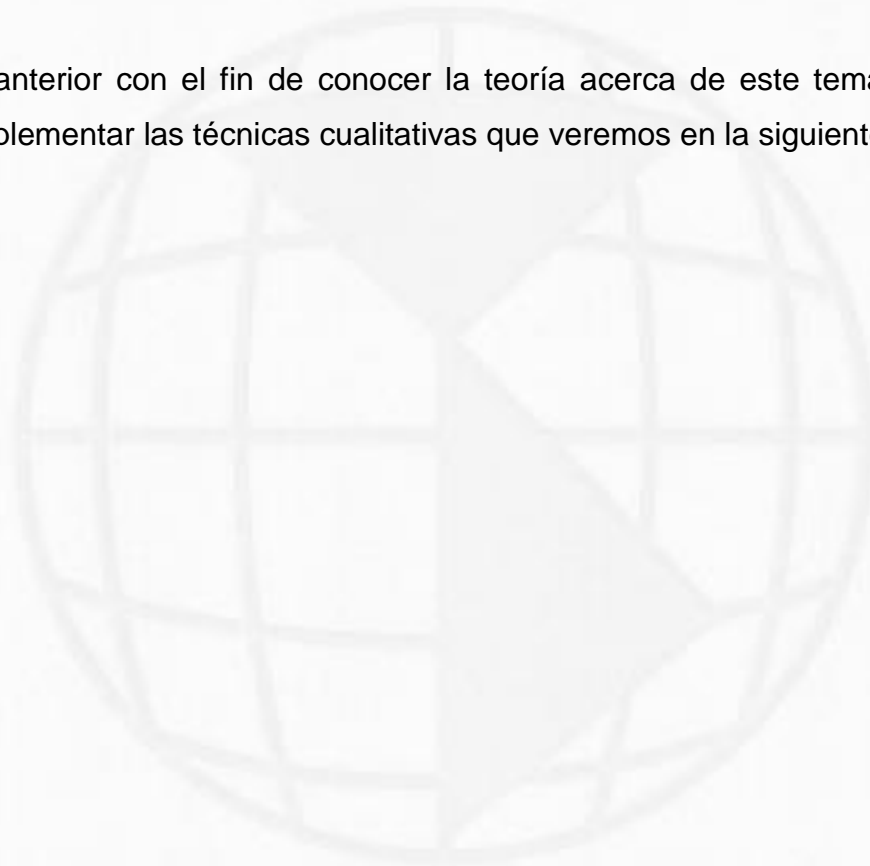 anterior con el fin de conocer la teoría acerca de este tema
plementar las técnicas cualitativas que veremos en la siguiente